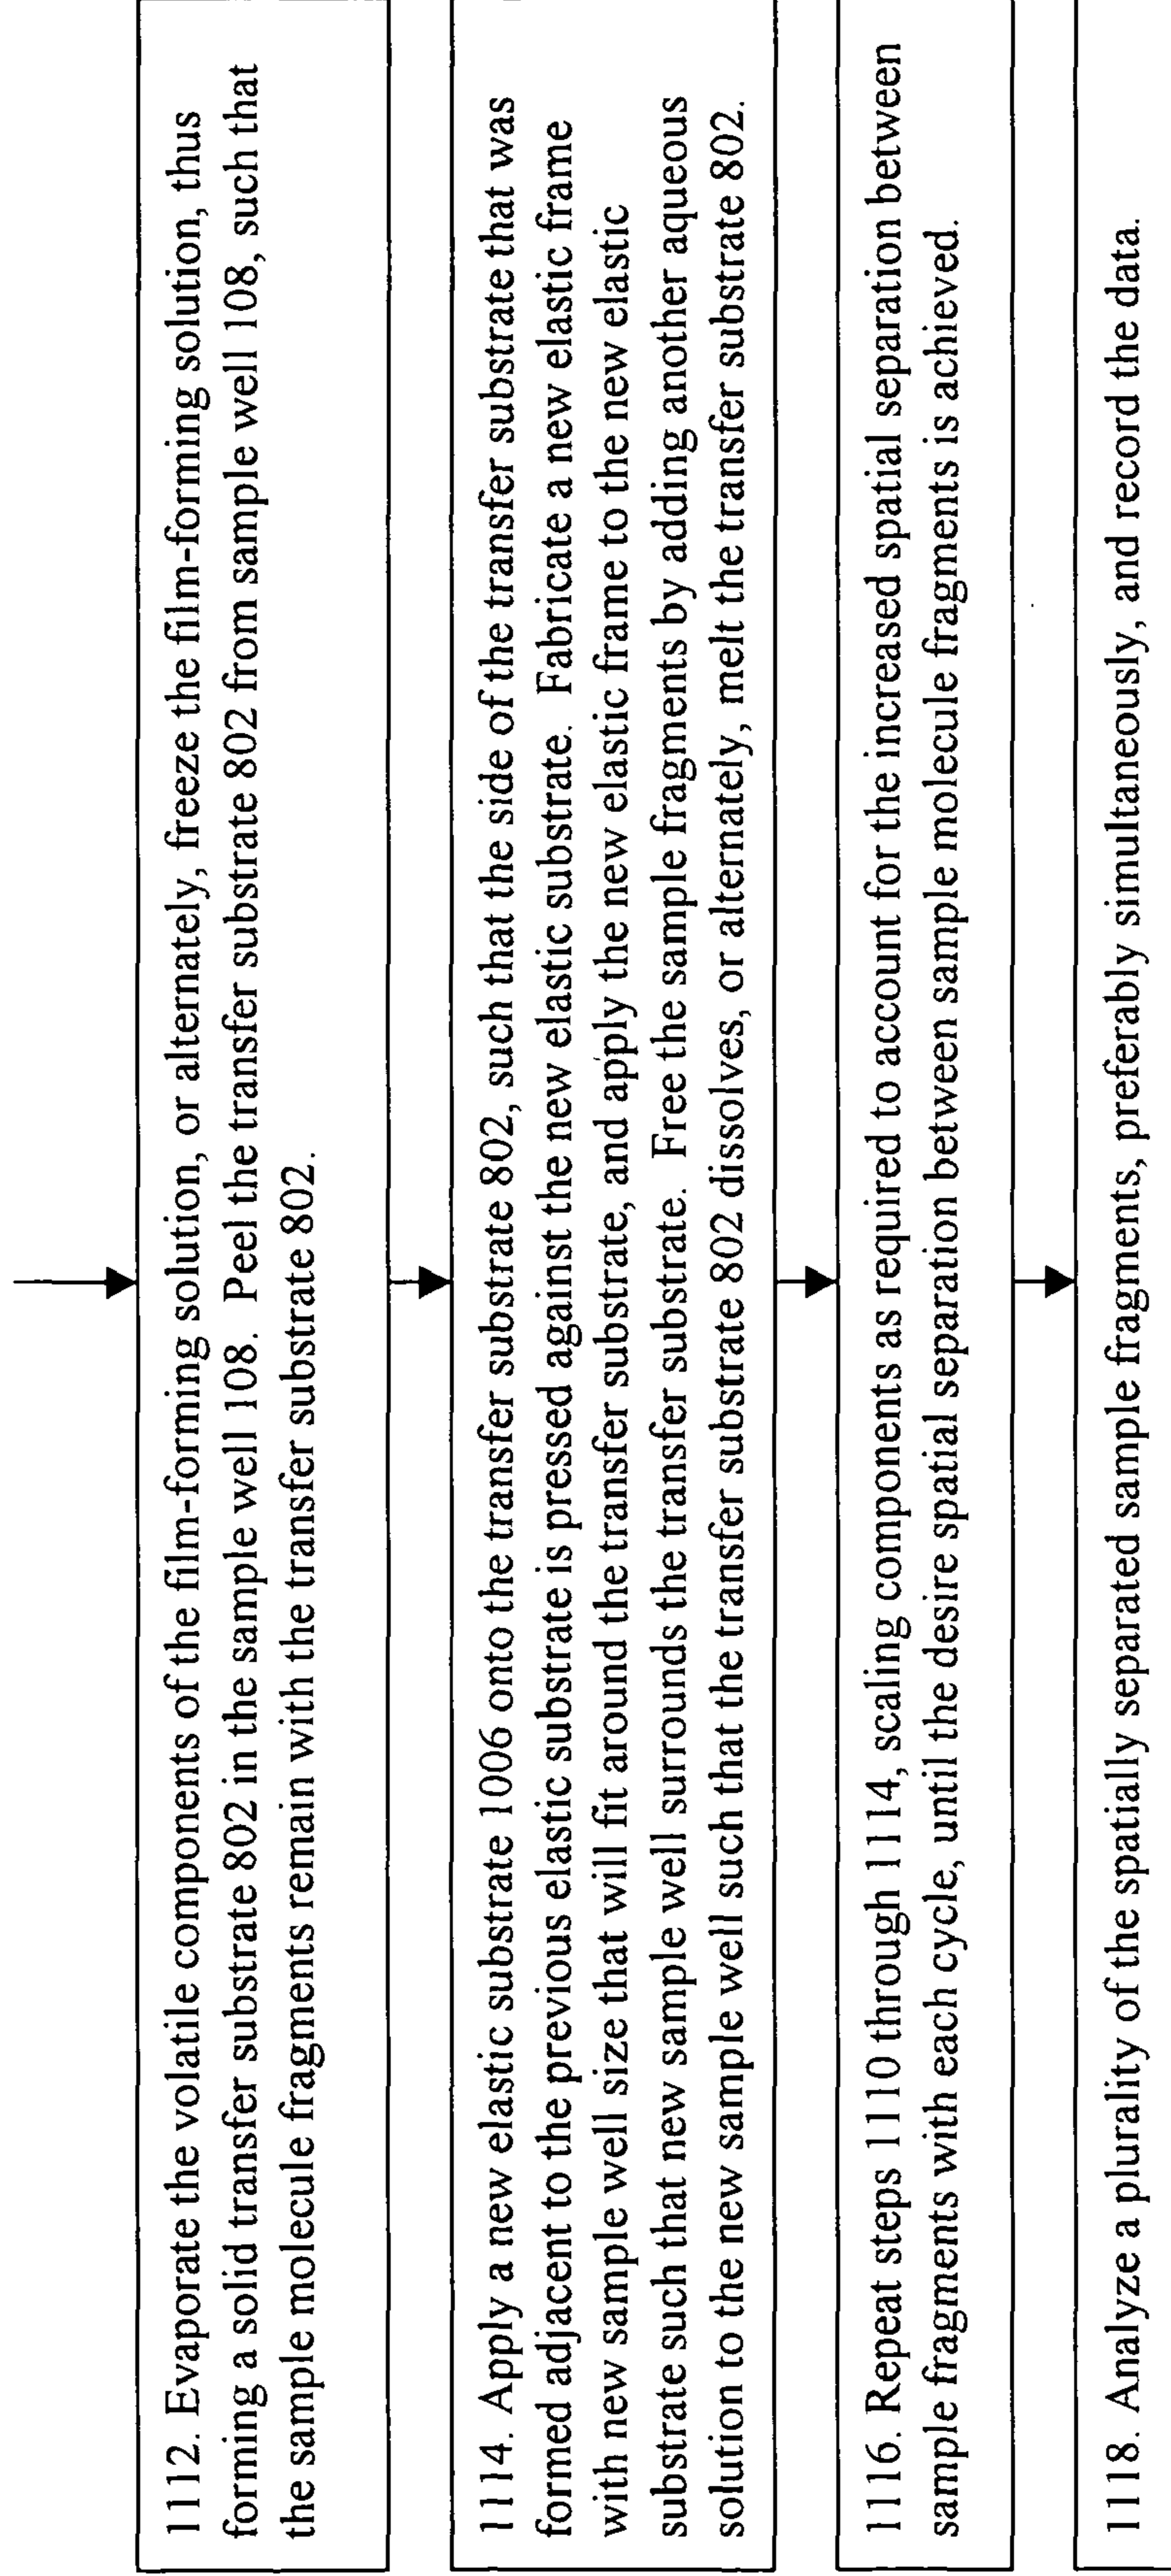 1112. Evaporate the volatile components of the film-forming solution, or alternately, freeze the film-forming solution, thus
forming a solid transfer substrate 802 in the sample well 108.  Peel the transfer substrate 802 from sample well 108, such that
the sample molecule fragments remain with the transfer substrate 802.
1114. Apply a new elastic substrate 1006 onto the transfer substrate 802, such that the side of the transfer substrate that was
formed adjacent to the previous elastic substrate is pressed against the new elastic substrate.  Fabricate a new elastic frame
with new sample well size that will fit around the transfer substrate, and apply the new elastic frame to the new elastic
substrate such that new sample well surrounds the transfer substrate.  Free the sample fragments by adding another aqueous
solution to the new sample well such that the transfer substrate 802 dissolves, or alternately, melt the transfer substrate 802.
1116. Repeat steps 1110 through 1114, scaling components as required to account for the increased spatial separation between
sample fragments with each cycle, until the desire spatial separation between sample molecule fragments is achieved.
1118. Analyze a plurality of the spatially separated sample fragments, preferably simultaneously, and record the data.